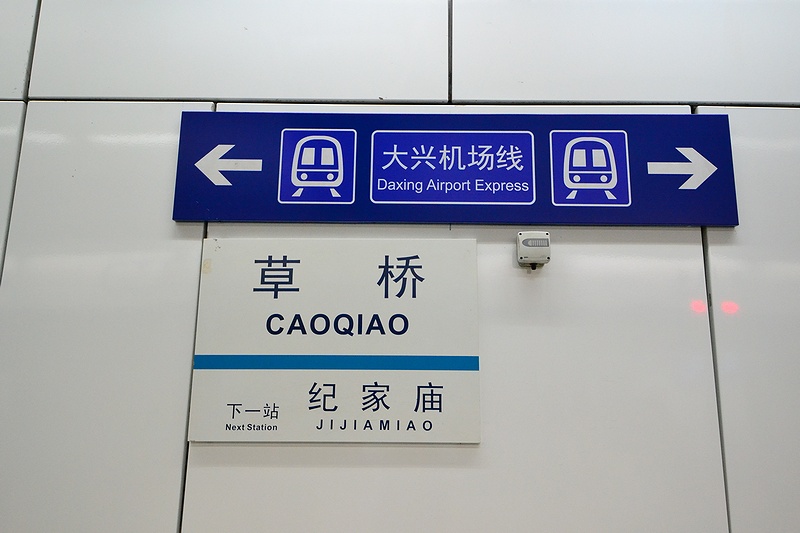 大兴机场线
Daxing Airport Express
草桥
CAOQIAO
下一站
Next Station
纪家庙
JIJIAMIAO